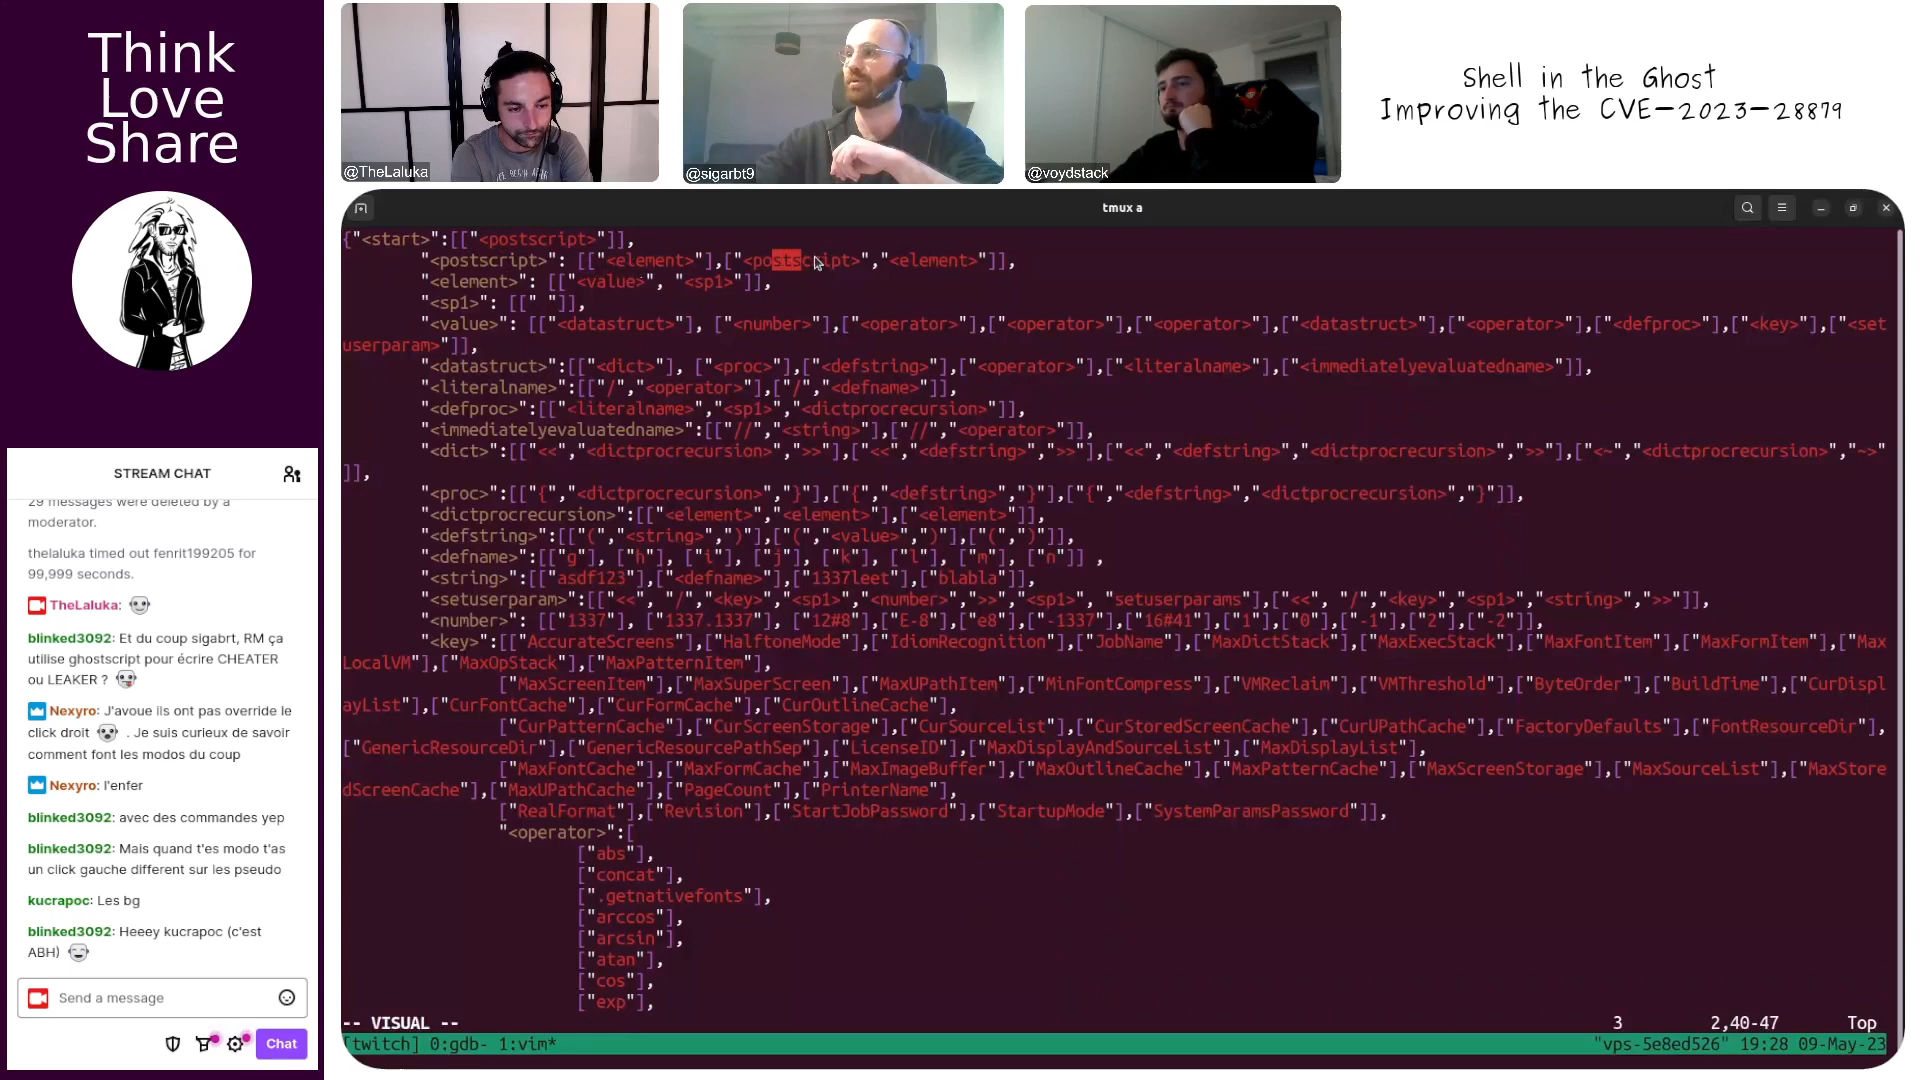 Think
Love
Share
@TheLaluka
@sigarbt9
@voydstack
Shell in the Ghost
Improving the CVE-2023-28879
STREAM CHAT
29 messages were deleted by a
moderator.
thelaluka timed out fenrit199205 for
99,999 seconds.
TheLaluka:
blinked3092: Et du coup sigabrt, RM ça
utilise ghostscript pour écrire CHEATER
ou LEAKER ?
Nexyro: J'avoue ils ont pas override le
click droit . Je suis curieux de savoir
comment font les modos du coup
Nexyro: l'enfer
blinked3092: avec des commandes yep
blinked3092: Mais quand t'es modo t'as
un click gauche different sur les pseudo
kucrapoc: Les bg
blinked3092: Heeey kucrapoc (c'est
ABH)
Send a message
Chat
tmux a
{"<start>":[["<postscript>"]],
"<postscript>": [["<element>"],["<postscript>","<element>"]],
"<element>": [["<value>", "<sp1>"]],
"<sp1>": [[" "]],
"<value>": [["<datastruct>"], ["<number>"],["<operator>"],["<operator>"],["<operator>"],["<datastruct>"],["<operator>"],["<defproc>"],["<key>"],["<set
userparam>"]],
"<datastruct>":[["<dict>"], ["<proc>"],["<defstring>"],["<operator>"],["<literalname>"],["<immediatelyevaluatedname>"]],
"<literalname>":[["/","<operator>"],["/","<defname>"]],
"<defproc>":[["<literalname>","<sp1>","<dictprocrecursion>"]],
"<immediatelyevaluatedname>":[["//","<string>"],["//","<operator>"]],
"<dict>":[["<<","<dictprocrecursion>",">>"],["<<","<defstring>",">>"],["<<","<defstring>","<dictprocrecursion>",">>"],["<~","<dictprocrecursion>","~>"
]],
"<proc>":[["{","<dictprocrecursion>","}"],["{","<defstring>","}"],["{","<defstring>","<dictprocrecursion>","}"]],
"<dictprocrecursion>":[["<element>","<element>"],["<element>"]],
"<defstring>":[["(","<string>",")"],["(","<value>",")"],["(",")"]],
"<defname>":[["g"], ["h"], ["i"], ["j"], ["k"], ["l"], ["m"], ["n"]] ,
"<string>":[["asdf123"],["<defname>"],["1337leet"],["blabla"]],
"<setuserparam>":[["<<", "/","<key>","<sp1>","<number>",">>","<sp1>", "setuserparams"],["<<", "/","<key>","<sp1>","<string>",">>"]],
"<number>": [["1337"], ["1337.1337"], ["12#8"],["E-8"],["e8"],["-1337"],["16#41"],["1"],["0"],["-1"],["2"],["-2"]],
"<key>":[["AccurateScreens"],["HalftoneMode"],["IdiomRecognition"],["JobName"],["MaxDictStack"],["MaxExecStack"],["MaxFontItem"],["MaxFormItem"],["Max
LocalVM"],["MaxOpStack"],["MaxPatternItem"],
["MaxScreenItem"],["MaxSuperScreen"],["MaxUPathItem"],["MinFontCompress"],["VMReclaim"],["VMThreshold"],["ByteOrder"],["BuildTime"],["CurDispl
ayList"],["CurFontCache"],["CurFormCache"],["CurOutlineCache"],
["CurPatternCache"],["CurScreenStorage"],["CurSourceList"],["CurStoredScreenCache"],["CurUPathCache"],["FactoryDefaults"],["FontResourceDir"],
["GenericResourceDir"],["GenericResourcePathSep"],["LicenseID"],["MaxDisplayAndSourceList"],["MaxDisplayList"],
["MaxFontCache"],["MaxFormCache"],["MaxImageBuffer"],["MaxOutlineCache"],["MaxPatternCache"],["MaxScreenStorage"],["MaxSourceList"],["MaxStore
dScreenCache"],["MaxUPathCache"],["PageCount"],["PrinterName"],
["RealFormat"],["Revision"],["StartJobPassword"],["StartupMode"],["SystemParamsPassword"]],
"<operator>":[
["abs"],
["concat"],
[".getnativefonts"],
["arccos"],
["arcsin"],
["atan"],
["cos"],
["exp"],
-- VISUAL -- 3 2,40-47 Top
[twitch] 0:gdb- 1:vim* "vps-5e8ed526" 19:28 09-May-23